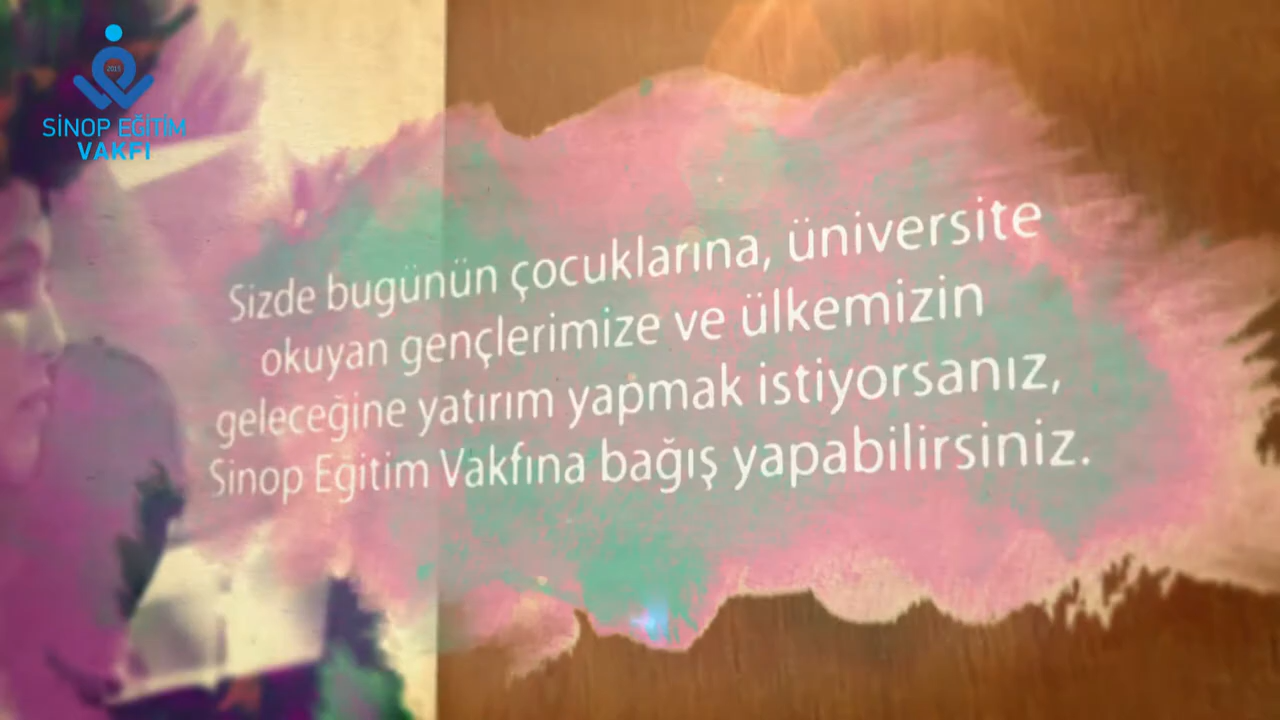 2015
SİNOP EĞİTİM
VAKFI
Sizde bugünün çocuklarına, üniversite
okuyan gençlerimize ve ülkemizin
geleceğine yatırım yapmak istiyorsanız,
Sinop Eğitim Vakfına bağış yapabilirsiniz.